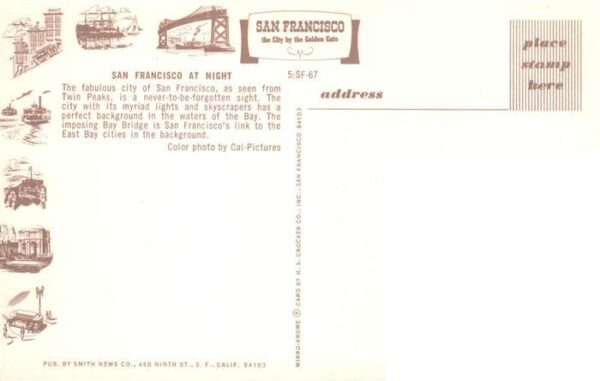 SAN FRANCISCO
the City by the Golden Gate
place
stamp
here
SAN FRANCISCO AT NIGHT
5:SF-67
The fabulous city of San Francisco, as seen from
Twin Peaks, is a never-to-be-forgotten sight. The
city with its myriad lights and skyscrapers has a
perfect background in the waters of the Bay. The
imposing Bay Bridge is San Francisco's link to the
East Bay cities in the background.
Color photo by Cal-Pictures
address
MIRRO-KROME ® CARD BY H. S. CROCKER CO., INC., SAN FRANCISCO, CALIF. 94103
PUB. BY SMITH NEWS CO., 460 NINTH ST., S. F., CALIF. 94103